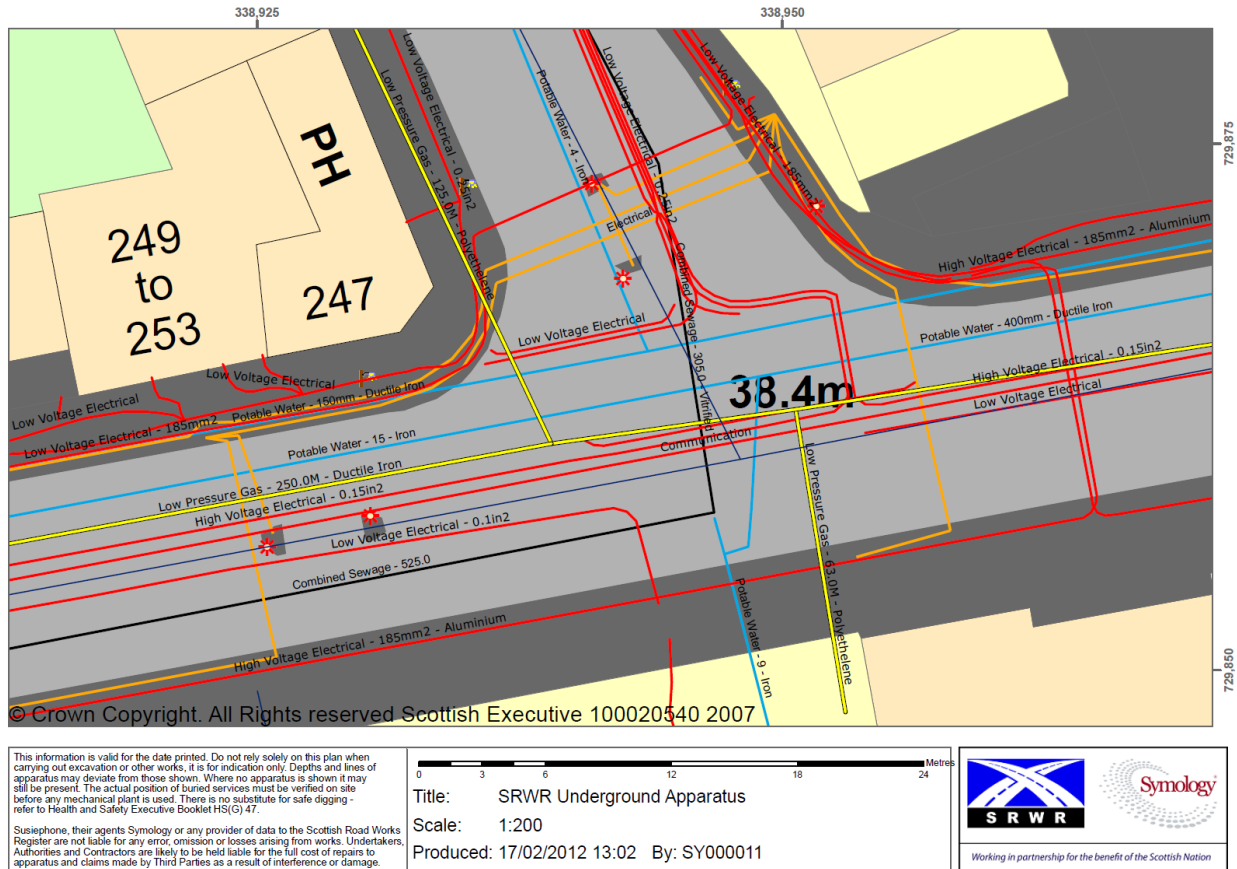 338,925
338,950
729,875
729,850
PH
249
to
253
247
38.4m
Low Voltage Electrical - 0.25in2
Low Pressure Gas - 125.0M - Polyethelene
Potable Water - 4 - Iron
Low Voltage Electrical - 0.25in2
Low Voltage Electrical - 185mm2
Electrical
Combined Sewage - 305.0 - Vitrified
High Voltage Electrical - 185mm2 - Aluminium
Potable Water - 400mm - Ductile Iron
Low Voltage Electrical
High Voltage Electrical - 0.15in2
Low Voltage Electrical
Low Voltage Electrical
Low Voltage Electrical
Potable Water - 150mm - Ductile Iron
Low Voltage Electrical - 185mm2
Potable Water - 15 - Iron
Communication
Low Pressure Gas - 250.0M - Ductile Iron
High Voltage Electrical - 0.15in2
Low Voltage Electrical - 0.1in2
Low Pressure Gas - 63.0M - Polyethelene
Combined Sewage - 525.0
Potable Water - 9 - Iron
High Voltage Electrical - 185mm2 - Aluminium
© Crown Copyright. All Rights reserved Scottish Executive 100020540 2007
This information is valid for the date printed. Do not rely solely on this plan when
carrying out excavation or other works, it is for indication only. Depths and lines of
apparatus may deviate from those shown. Where no apparatus is shown it may
still be present. The actual position of buried services must be verified on site
before any mechanical plant is used. There is no substitute for safe digging -
refer to Health and Safety Executive Booklet HS(G) 47.
Susiephone, their agents Symology or any provider of data to the Scottish Road Works
Register are not liable for any error, omission or losses arising from works. Undertakers,
Authorities and Contractors are likely to be held liable for the full cost of repairs to
apparatus and claims made by Third Parties as a result of interference or damage.
Metres
0 3 6 12 18 24
Title: SRWR Underground Apparatus
Scale: 1:200
Produced: 17/02/2012 13:02 By: SY000011
SRWR
Symology
Working in partnership for the benefit of the Scottish Nation